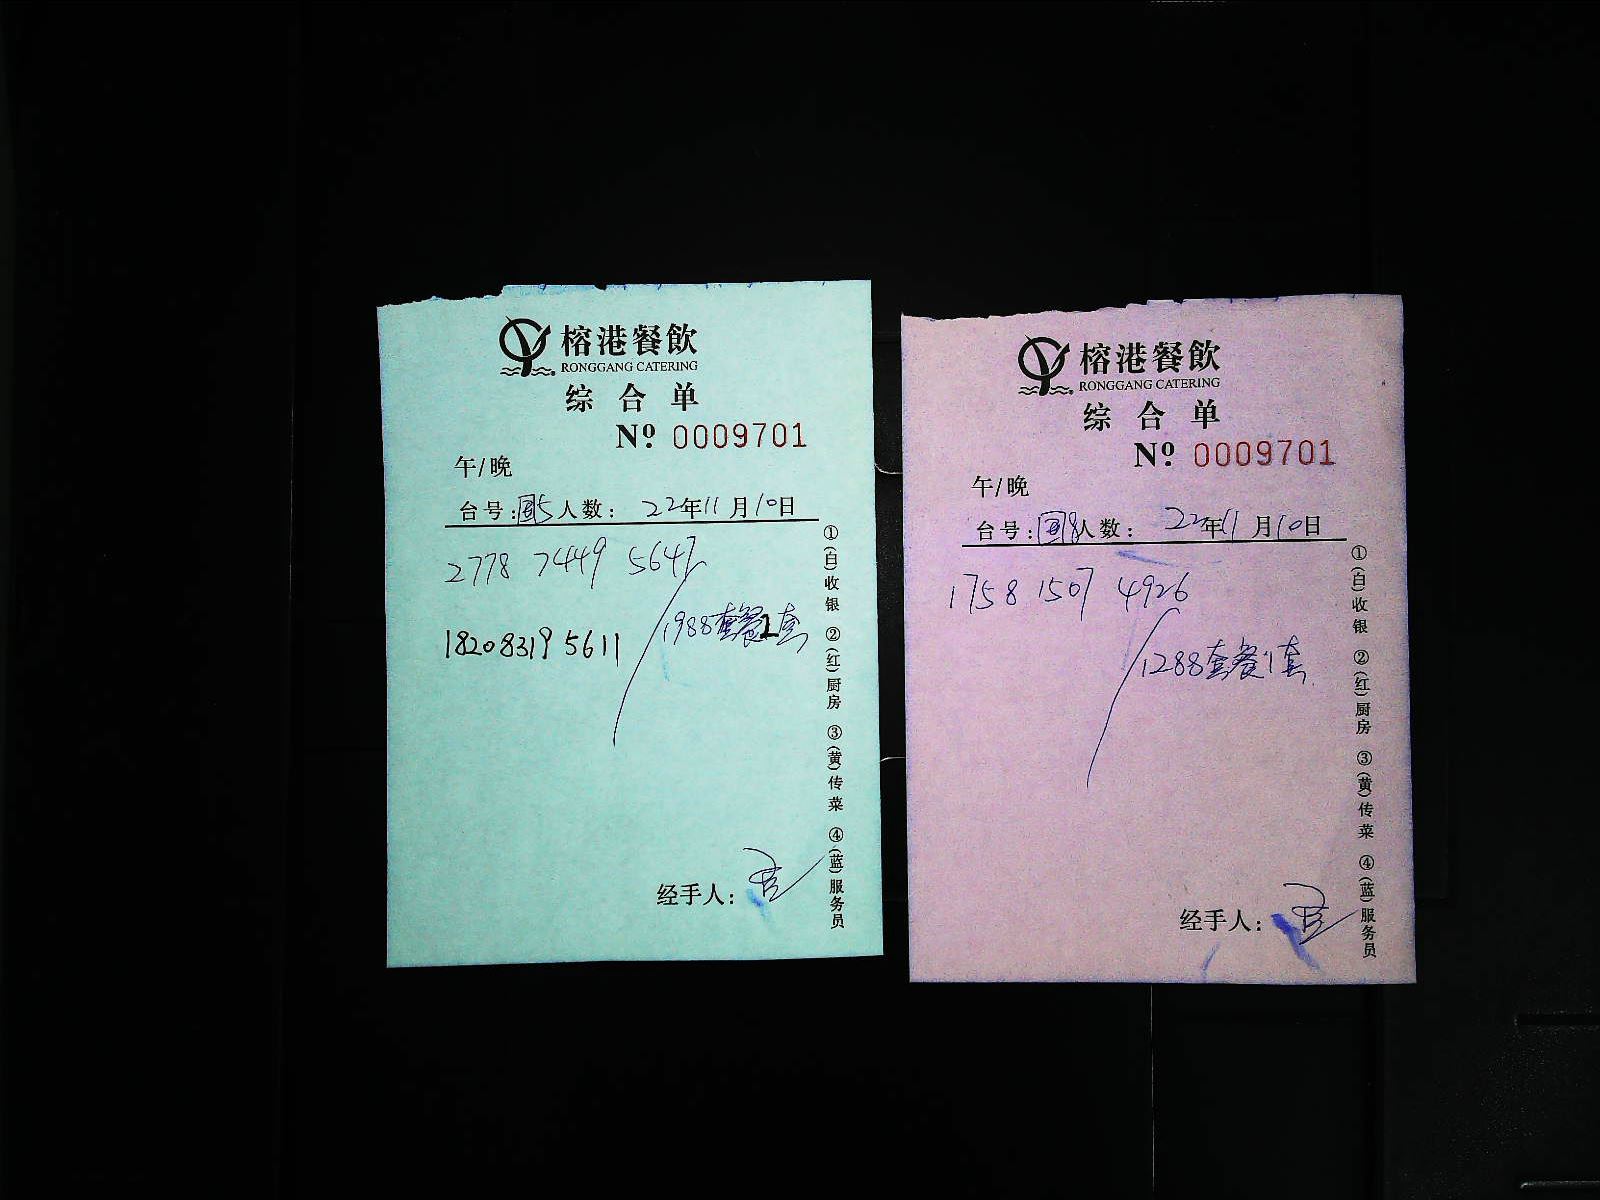 榕港餐飲
RONGGANG CATERING
综合单
Nº 0009701
午/晚
台号:圍5人数: 22年11月10日
2778 7449 5647
1988套餐1套
18208319 5611
经手人:
①(白)收银 ②(红)厨房 ③(黄)传菜 ④(蓝)服务员
榕港餐飲
RONGGANG CATERING
综合单
Nº 0009701
午/晚
台号:圍8人数: 22年11月10日
1758 1507 4926
1288套餐1套
经手人:
①(白)收银 ②(红)厨房 ③(黄)传菜 ④(蓝)服务员